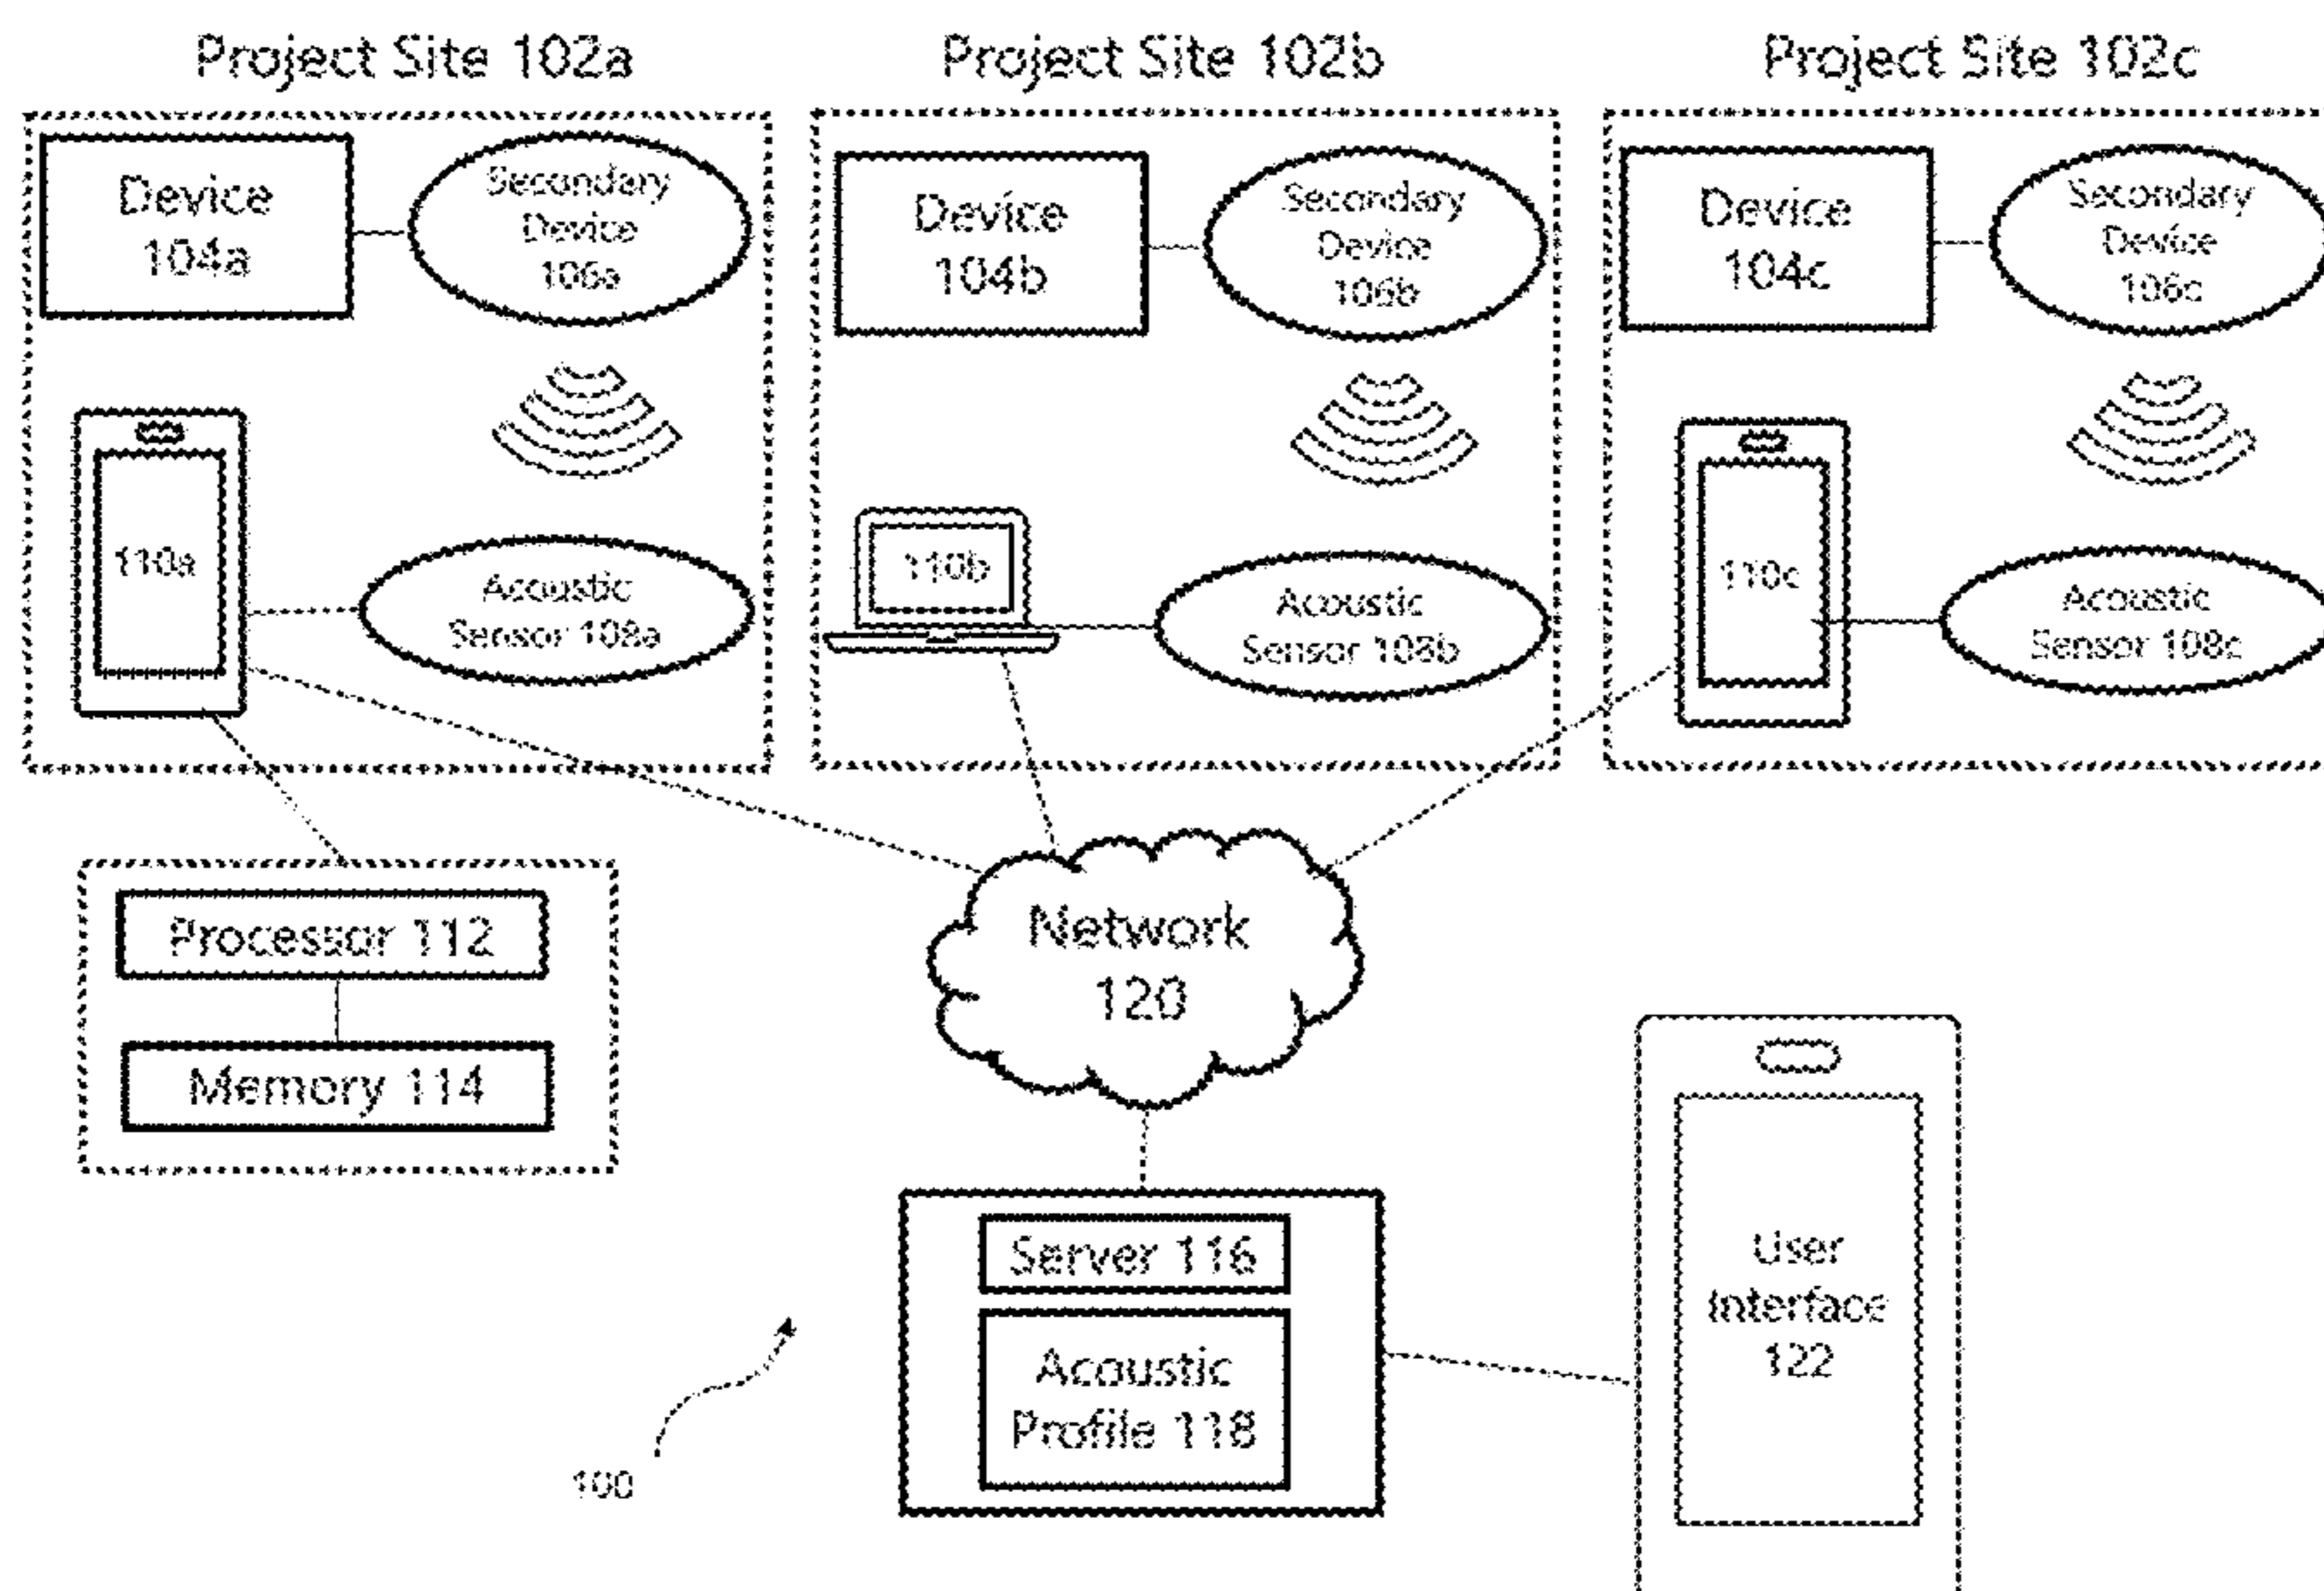 Project Site 102a
Project Site 102b
Project Site 102c
Device
104a
Secondary
Device
106a
Device
104b
Secondary
Device
106b
Device
104c
Secondary
Device
106c
110a
Acoustic
Sensor 108a
110b
Acoustic
Sensor 108b
110c
Acoustic
Sensor 108c
Processor 112
Memory 114
Network
120
Server 116
Acoustic
Profile 118
User
Interface
122
100